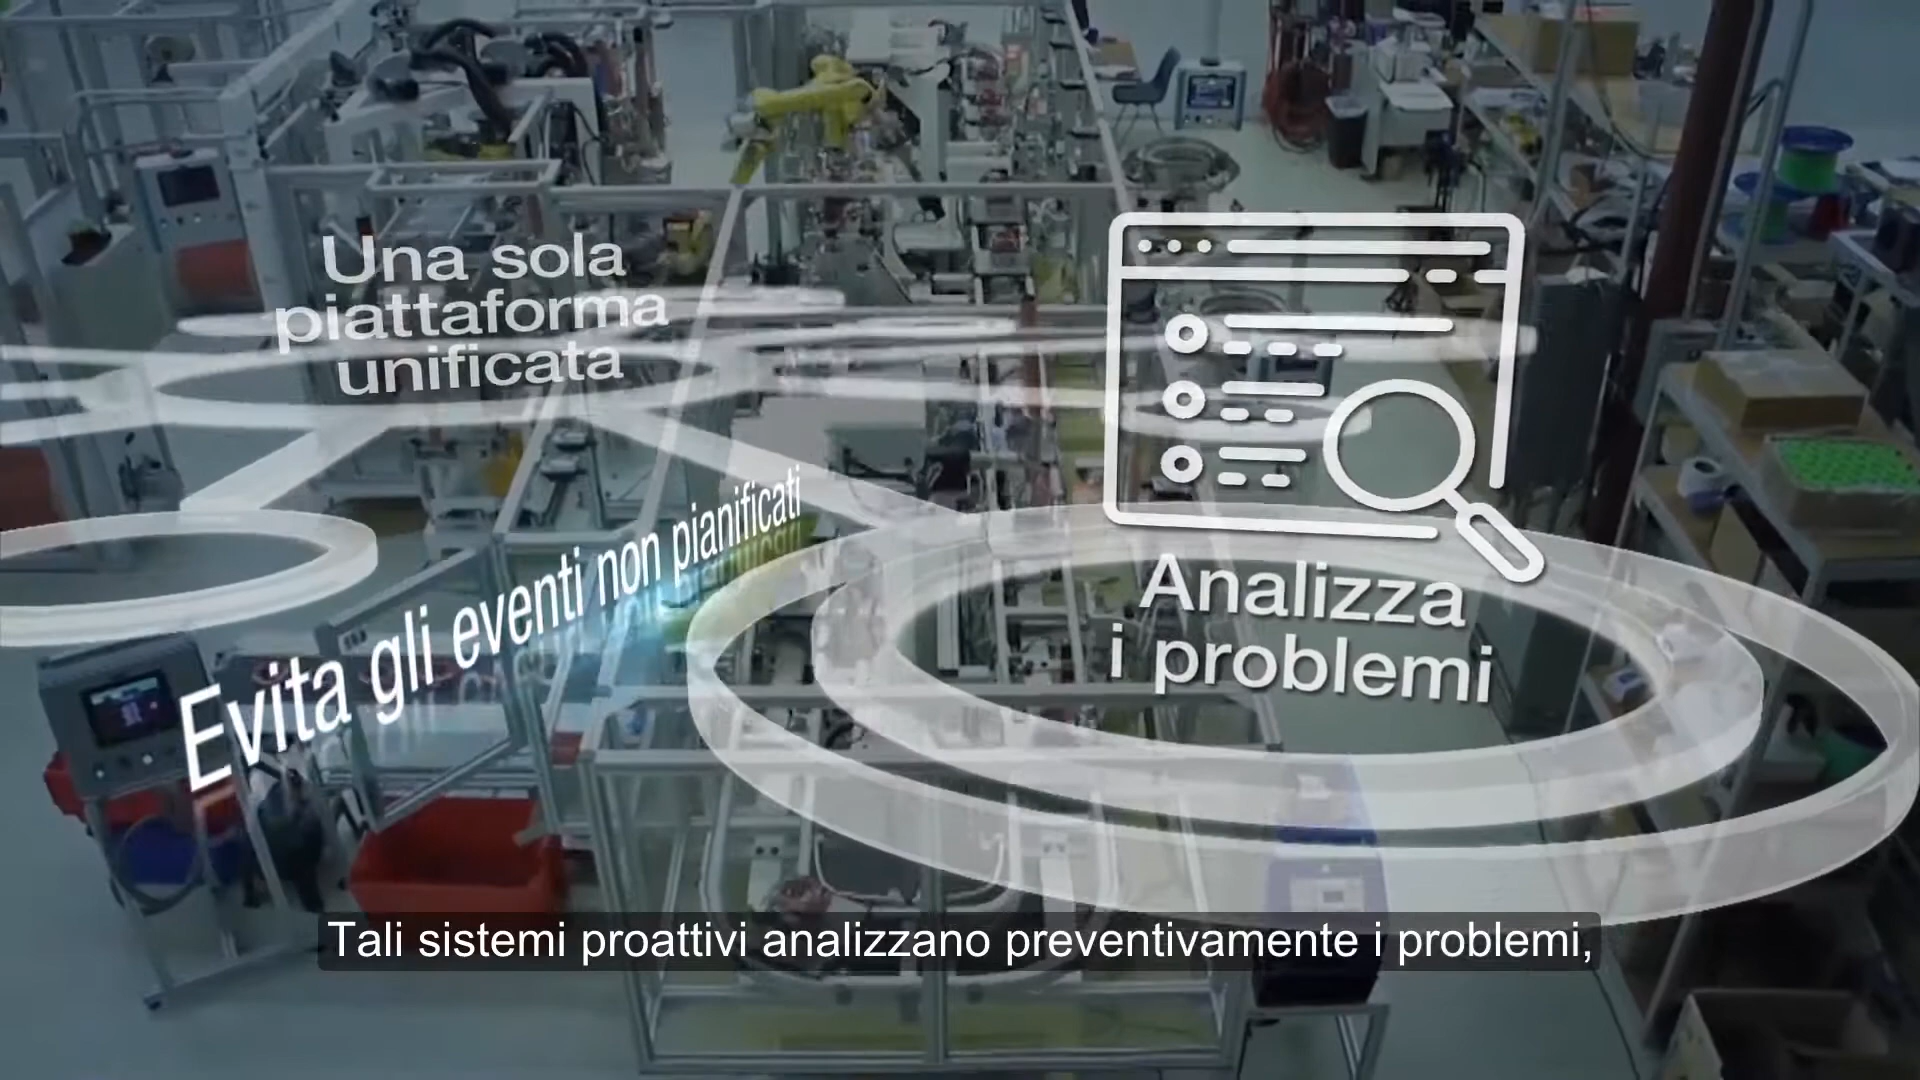 Una sola
piattaforma
unificata
Evita gli eventi non pianificati
Analizza
i problemi
Tali sistemi proattivi analizzano preventivamente i problemi,